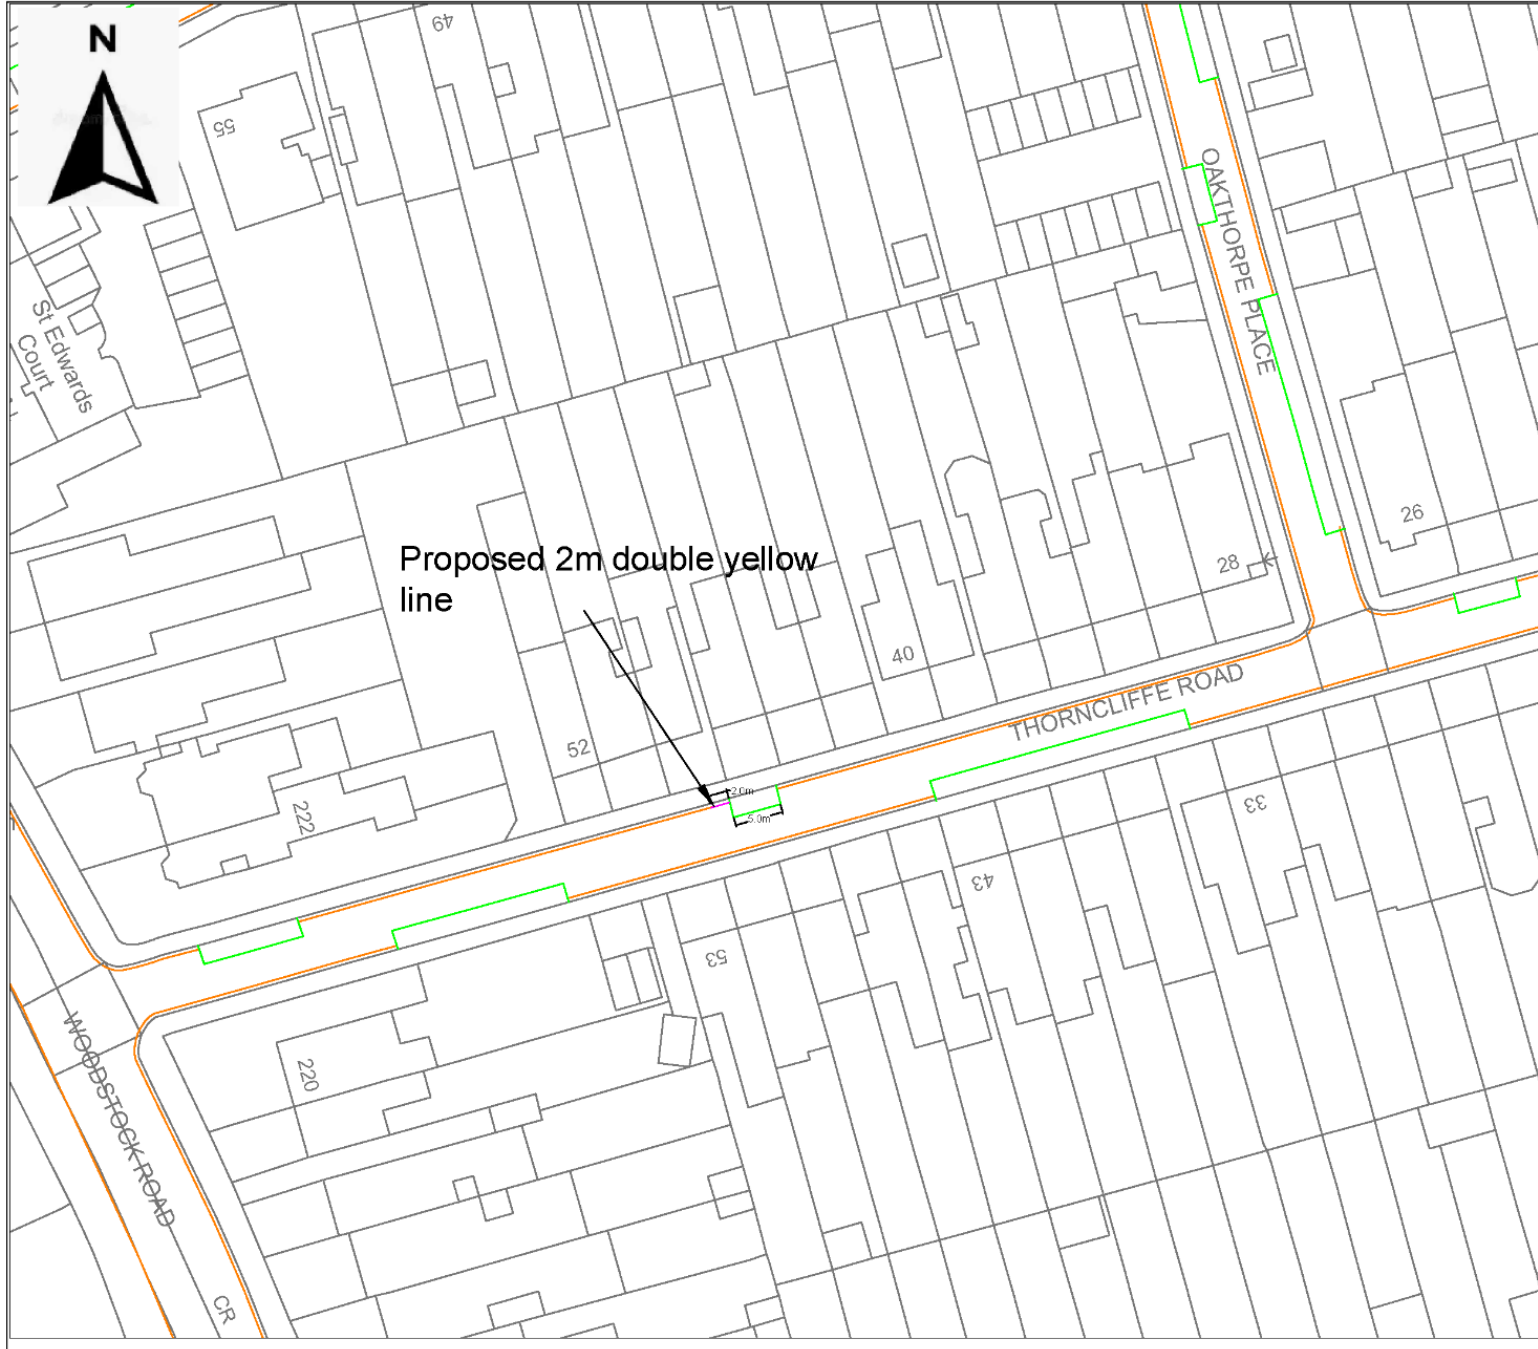 N
49
55
OAKTHORPE PLACE
St Edwards
Court
26
Proposed 2m double yellow
line
28
40
THORNCLIFFE ROAD
52
2.0m
5.0m
222
33
43
53
WOODSTOCK ROAD
220
CR